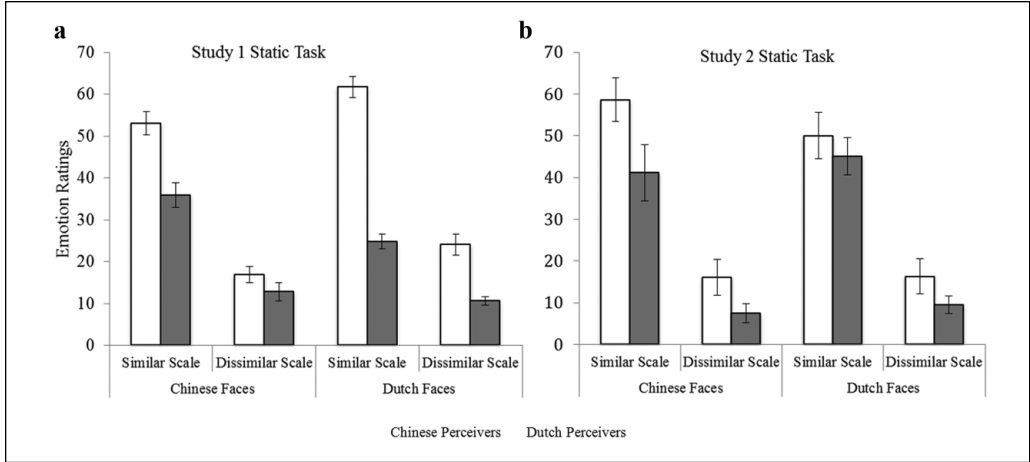 a
Study 1 Static Task
Emotion Ratings
70
60
50
40
30
20
10
0
Similar Scale Dissimilar Scale Similar Scale Dissimilar Scale
Chinese Faces Dutch Faces
b
Study 2 Static Task
70
60
50
40
30
20
10
0
Similar Scale Dissimilar Scale Similar Scale Dissimilar Scale
Chinese Faces Dutch Faces
Chinese Perceivers Dutch Perceivers